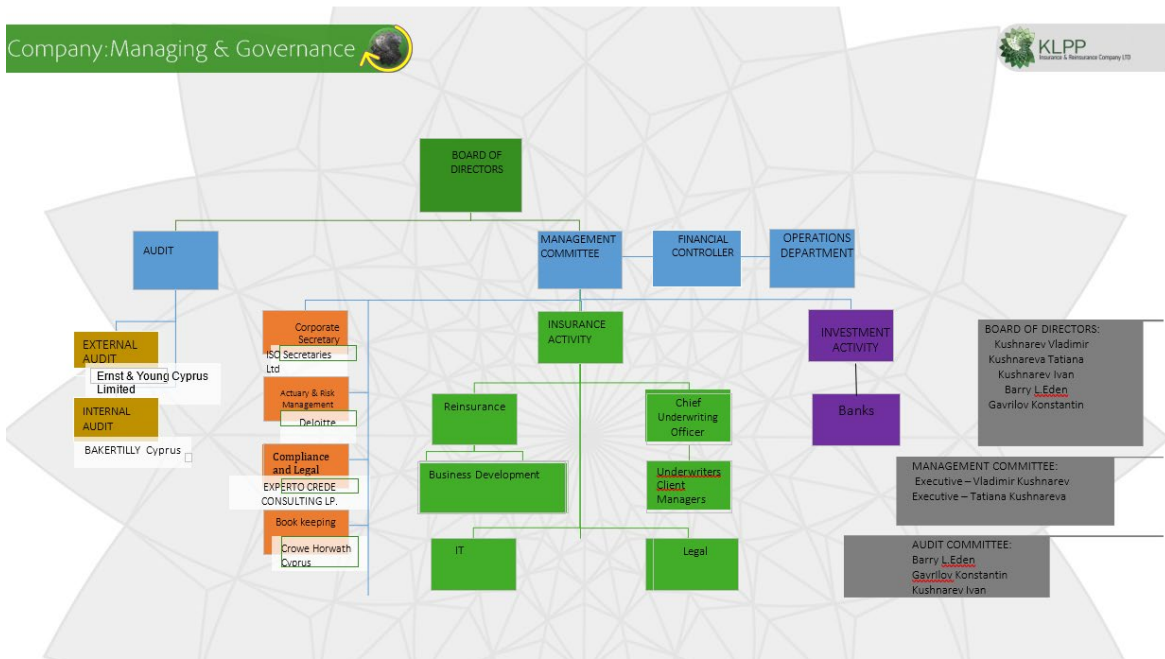 Company:Managing & Governance
KLPP
Insurance & Reinsurance Company LTD
BOARD OF
DIRECTORS
AUDIT
MANAGEMENT
COMMITTEE
FINANCIAL
CONTROLLER
OPERATIONS
DEPARTMENT
EXTERNAL
AUDIT
Ernst & Young Cyprus
Limited
INTERNAL
AUDIT
BAKERTILLY Cyprus
Corporate
Secretary
ISC Secretaries
Ltd
Actuary & Risk
Management
Deloitte
Compliance
and Legal
EXPERTO CREDE
CONSULTING LP.
Book keeping
Crowe Horwath
Cyprus
INSURANCE
ACTIVITY
Reinsurance
Business Development
Chief
Underwriting
Officer
Underwriters
Client
Managers
IT
Legal
INVESTMENT
ACTIVITY
Banks
BOARD OF DIRECTORS:
Kushnarev Vladimir
Kushnareva Tatiana
Kushnarev Ivan
Barry L.Eden
Gavrilov Konstantin
MANAGEMENT COMMITTEE:
Executive – Vladimir Kushnarev
Executive – Tatiana Kushnareva
AUDIT COMMITTEE:
Barry L.Eden
Gavrilov Konstantin
Kushnarev Ivan